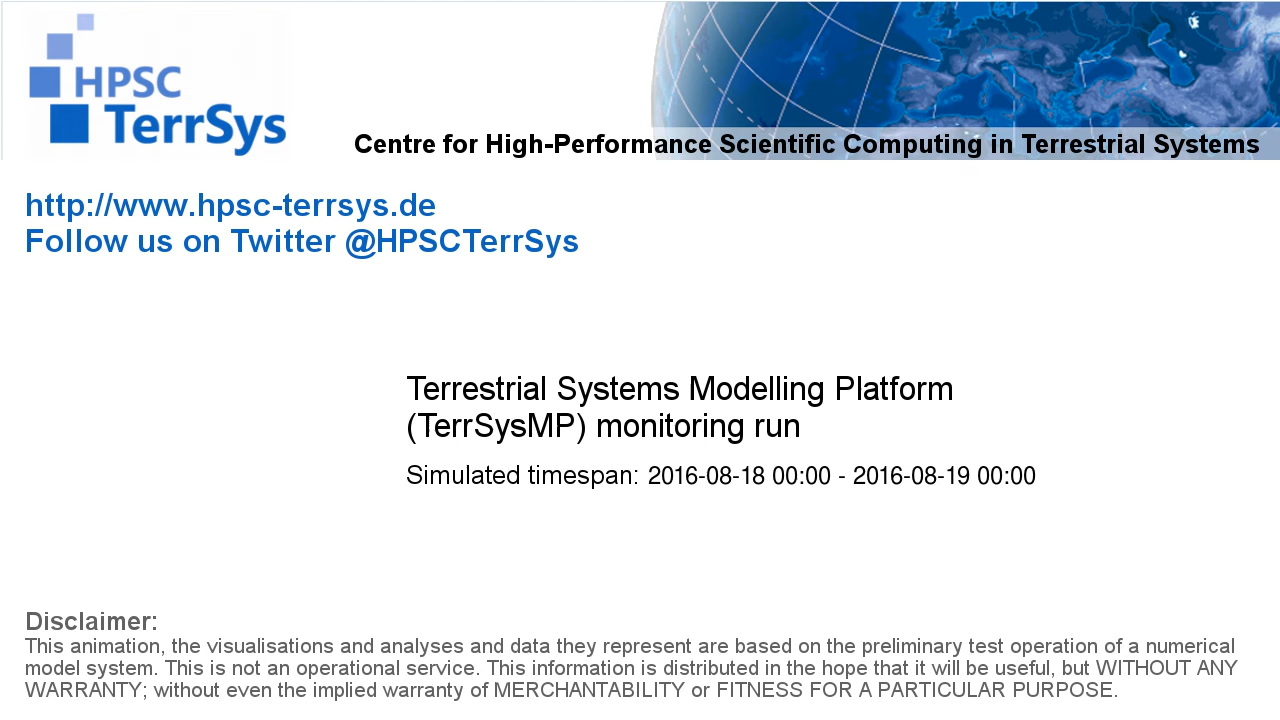 HPSC
TerrSys
Centre for High-Performance Scientific Computing in Terrestrial Systems
http://www.hpsc-terrsys.de
Follow us on Twitter @HPSCTerrSys
Terrestrial Systems Modelling Platform
(TerrSysMP) monitoring run
Simulated timespan: 2016-08-18 00:00 - 2016-08-19 00:00
Disclaimer:
This animation, the visualisations and analyses and data they represent are based on the preliminary test operation of a numerical
model system. This is not an operational service. This information is distributed in the hope that it will be useful, but WITHOUT ANY
WARRANTY; without even the implied warranty of MERCHANTABILITY or FITNESS FOR A PARTICULAR PURPOSE.